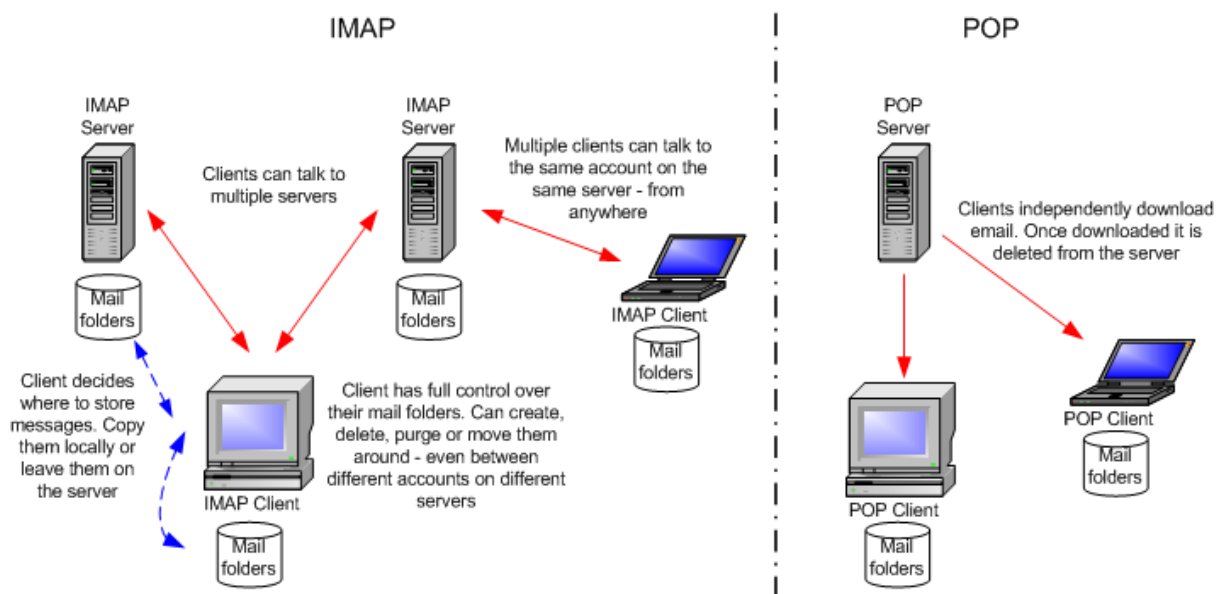 IMAP
POP
IMAP
Server
IMAP
Server
POP
Server
Clients can talk to
multiple servers
Multiple clients can talk to
the same account on the
same server - from
anywhere
Clients independently download
email. Once downloaded it is
deleted from the server
Mail
folders
Mail
folders
IMAP Client
Mail
folders
Client decides
where to store
messages. Copy
them locally or
leave them on
the server
Client has full control over
their mail folders. Can create,
delete, purge or move them
around - even between
different accounts on different
servers
IMAP Client
Mail
folders
POP Client
Mail
folders
POP Client
Mail
folders